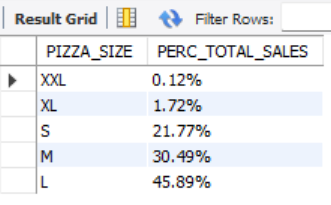 Result Grid Filter Rows:
PIZZA_SIZE PERC_TOTAL_SALES
XXL 0.12%
XL 1.72%
S 21.77%
M 30.49%
L 45.89%